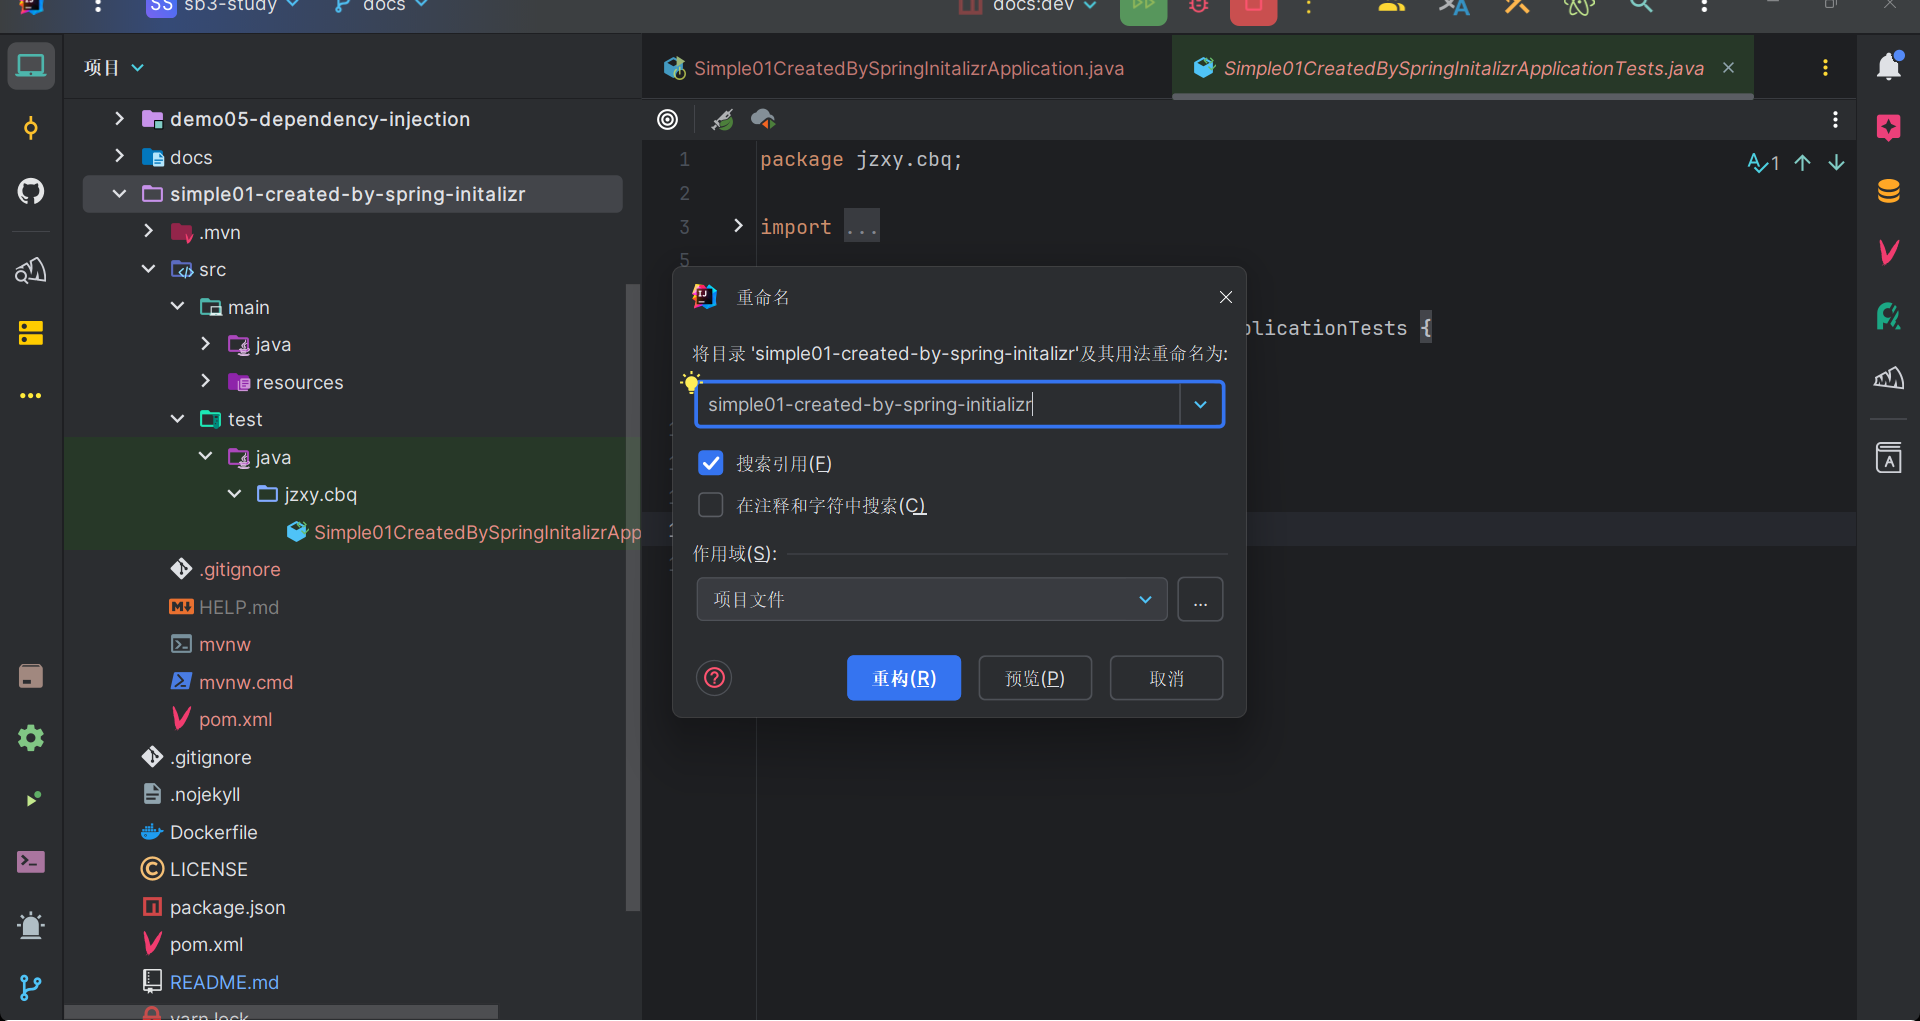 SS sb3-study docs docs:dev
项目
demo05-dependency-injection
docs
simple01-created-by-spring-initalizr
.mvn
src
main
java
resources
test
java
jzxy.cbq
Simple01CreatedBySpringInitalizrApp
.gitignore
HELP.md
mvnw
mvnw.cmd
pom.xml
.gitignore
.nojekyll
Dockerfile
LICENSE
package.json
pom.xml
README.md
yarn.lock
Simple01CreatedBySpringInitalizrApplication.java
Simple01CreatedBySpringInitalizrApplicationTests.java
1 package jzxy.cbq;
1
2
3 import ...
5
plicationTests {
重命名
将目录 'simple01-created-by-spring-initalizr'及其用法重命名为:
simple01-created-by-spring-initializr
搜索引用(F)
在注释和字符中搜索(C)
作用域(S):
项目文件
...
重构(R)
预览(P)
取消